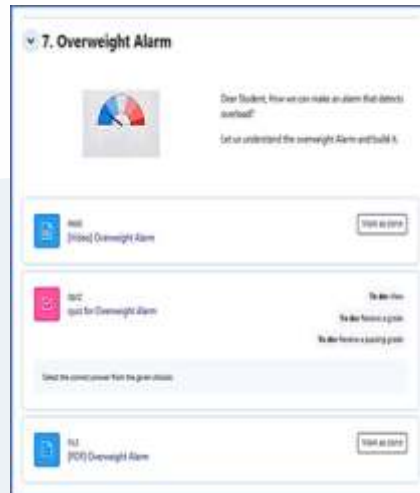 7. Overweight Alarm
Dear Student, How we can make an alarm that detects
overload?
Let us understand the overweight Alarm and build it.
PAGE
[Video] Overweight Alarm
Mark as done
QUIZ
quiz for Overweight Alarm
To do: View
To do: Receive a grade
To do: Receive a passing grade
Select the correct answer from the given choices
FILE
[PDF] Overweight Alarm
Mark as done